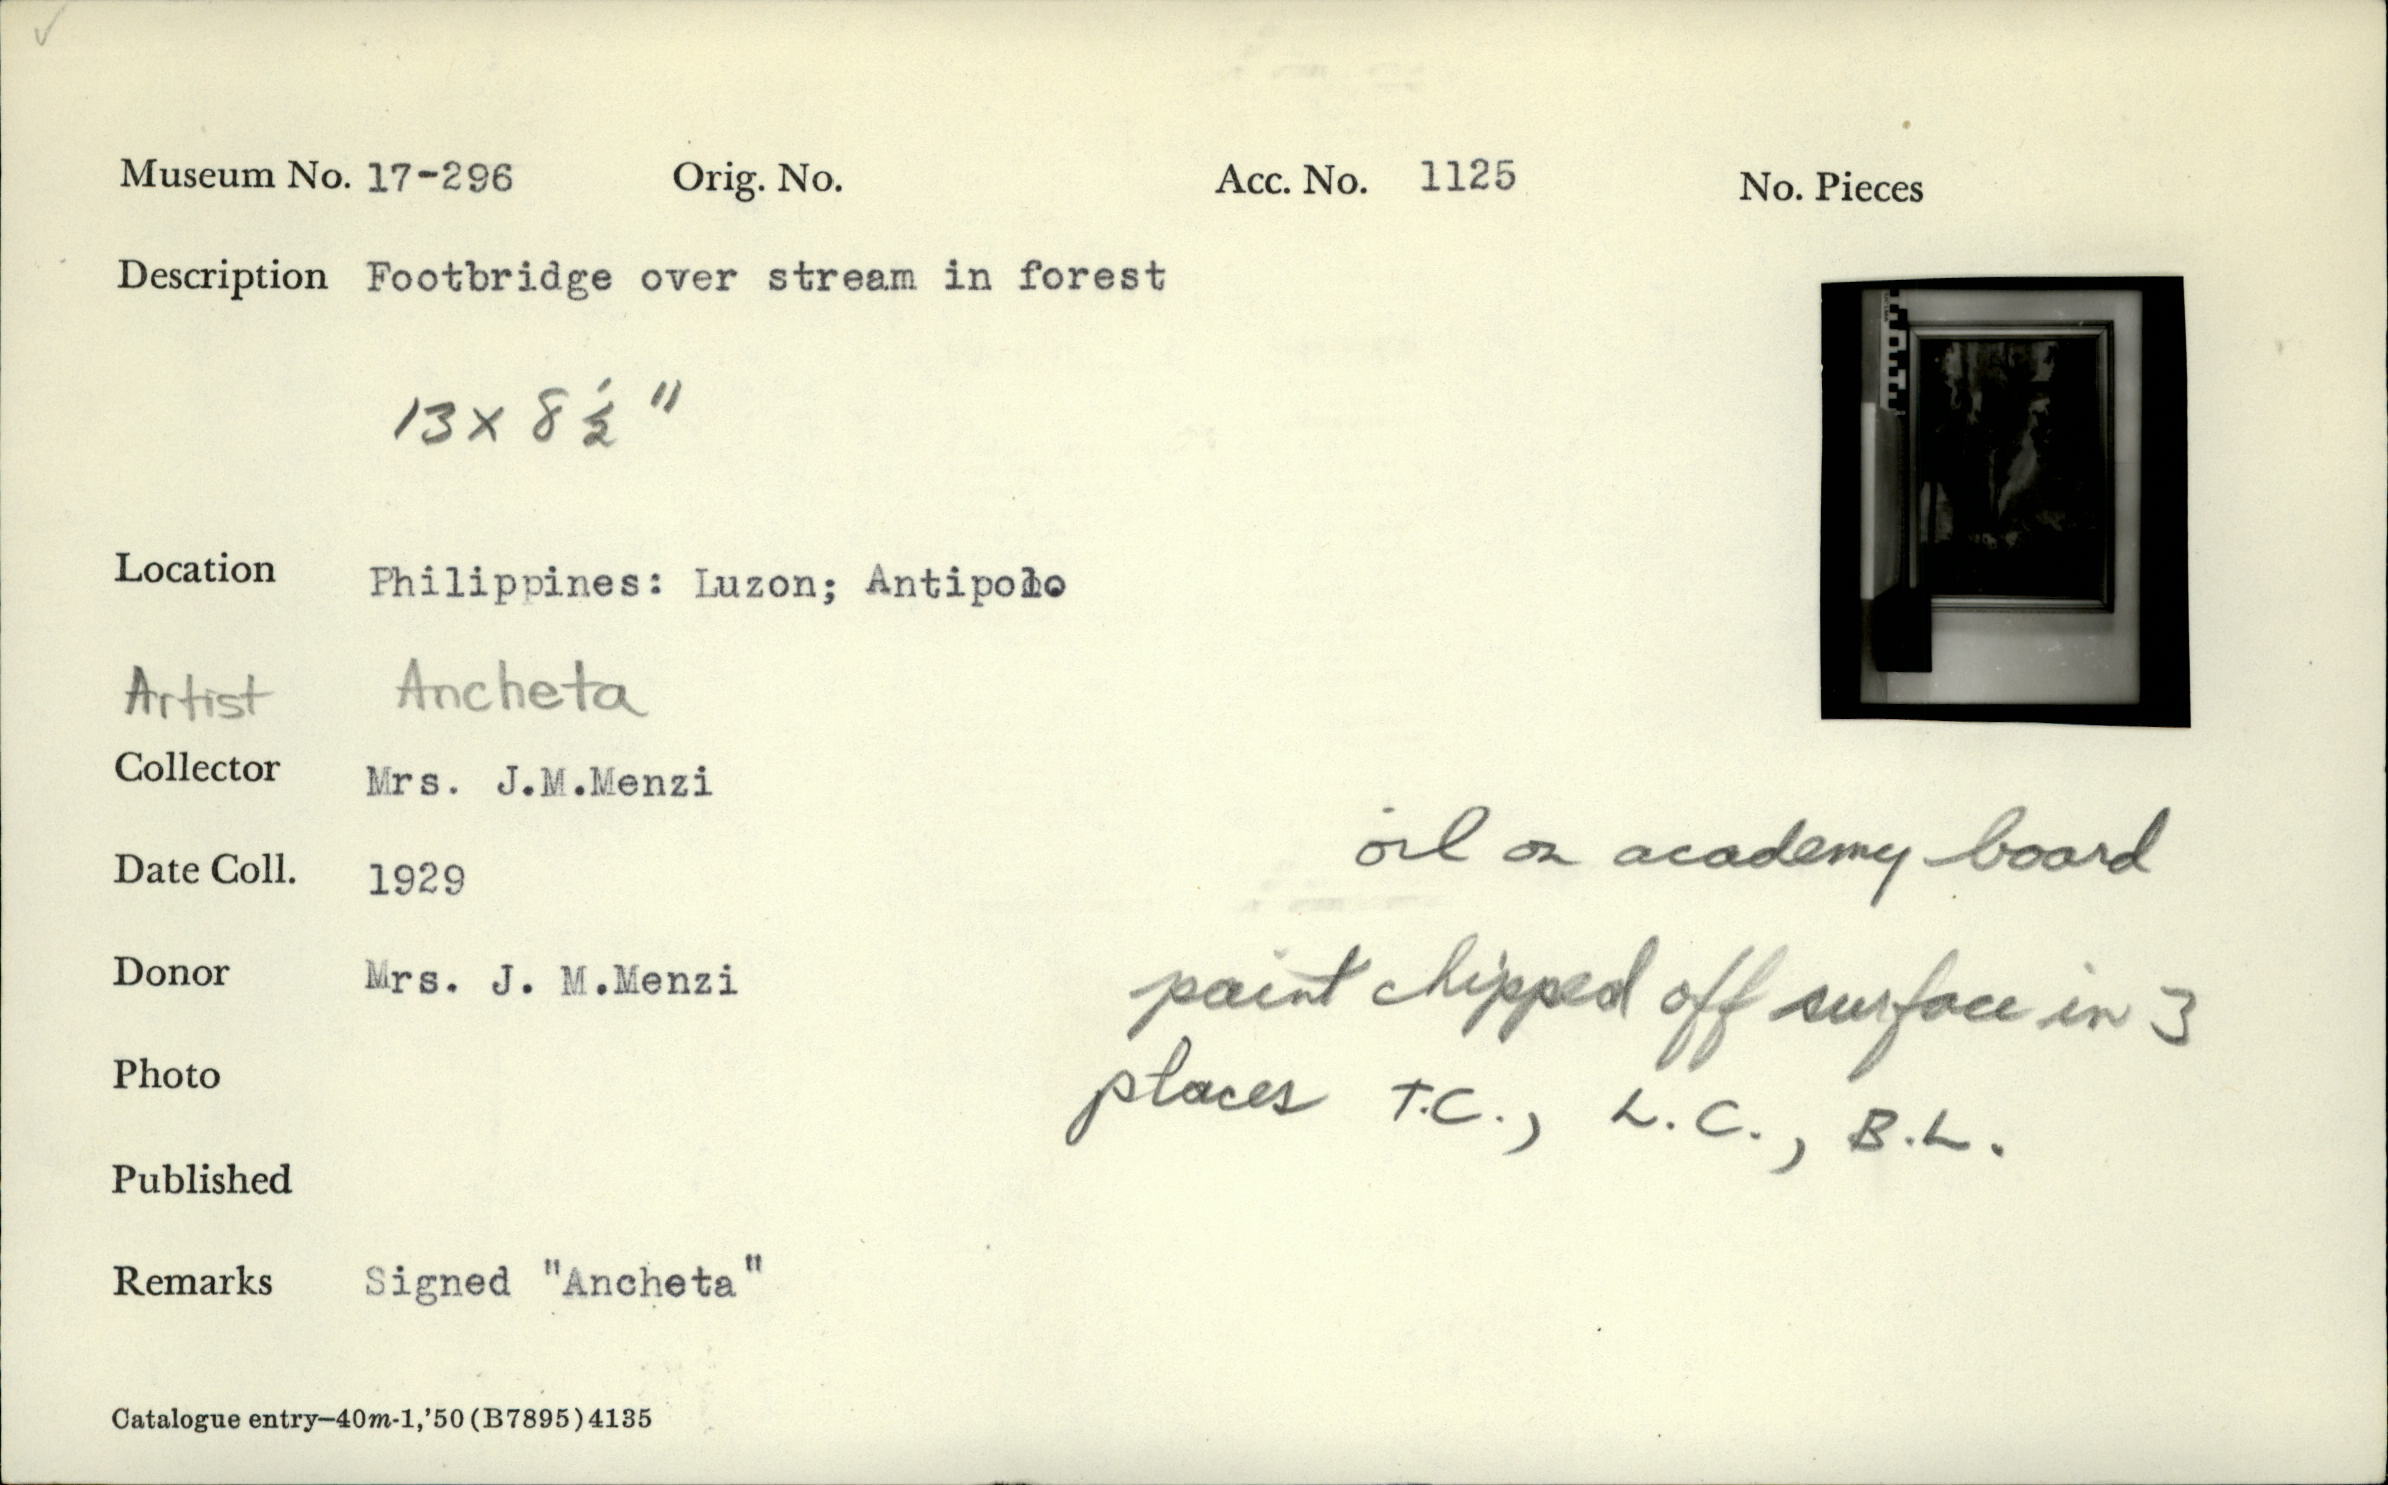 Museum No. 17-296 Orig. No. Acc. No. 1125 No. Pieces
Description Footbridge over stream in forest
13 x 8 ½ "
Location Philippines: Luzon; Antipolo
Artist Ancheta
Collector Mrs. J.M.Menzi
oil on academy board
Date Coll. 1929
Donor Mrs. J. M.Menzi
paint chipped off surface in 3
places T.C., L.C., B.L.
Photo
Published
Remarks Signed "Ancheta"
Catalogue entry—40m-1,'50 (B7895) 4135